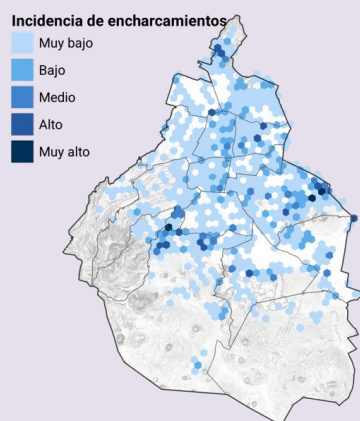 Incidencia de encharcamientos
Muy bajo
Bajo
Medio
Alto
Muy alto